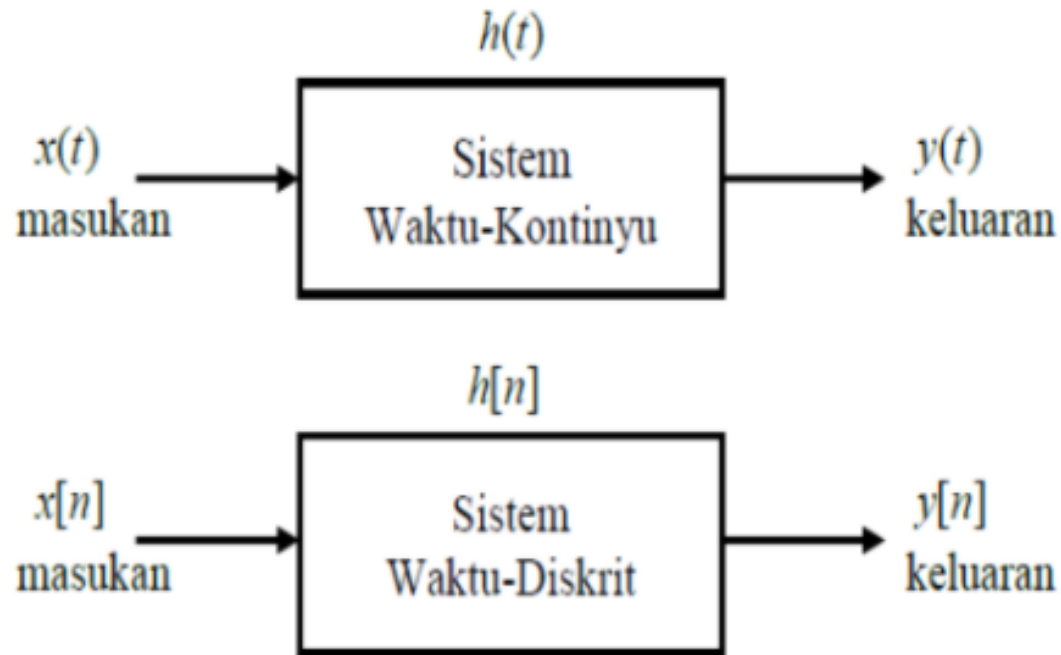 h(t)
x(t)
masukan
Sistem
Waktu-Kontinyu
y(t)
keluaran
h[n]
x[n]
masukan
Sistem
Waktu-Diskrit
y[n]
keluaran